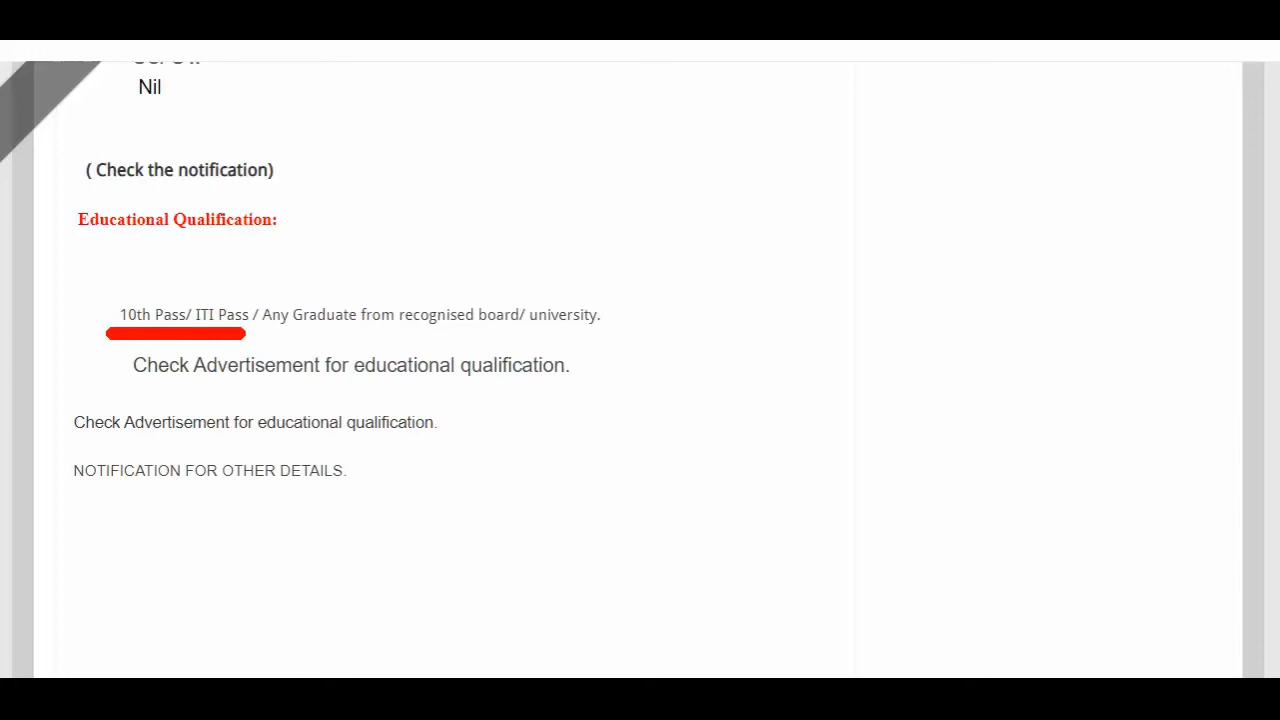 Nil
( Check the notification)
Educational Qualification:
10th Pass/ ITI Pass / Any Graduate from recognised board/ university.
Check Advertisement for educational qualification.
Check Advertisement for educational qualification.
NOTIFICATION FOR OTHER DETAILS.